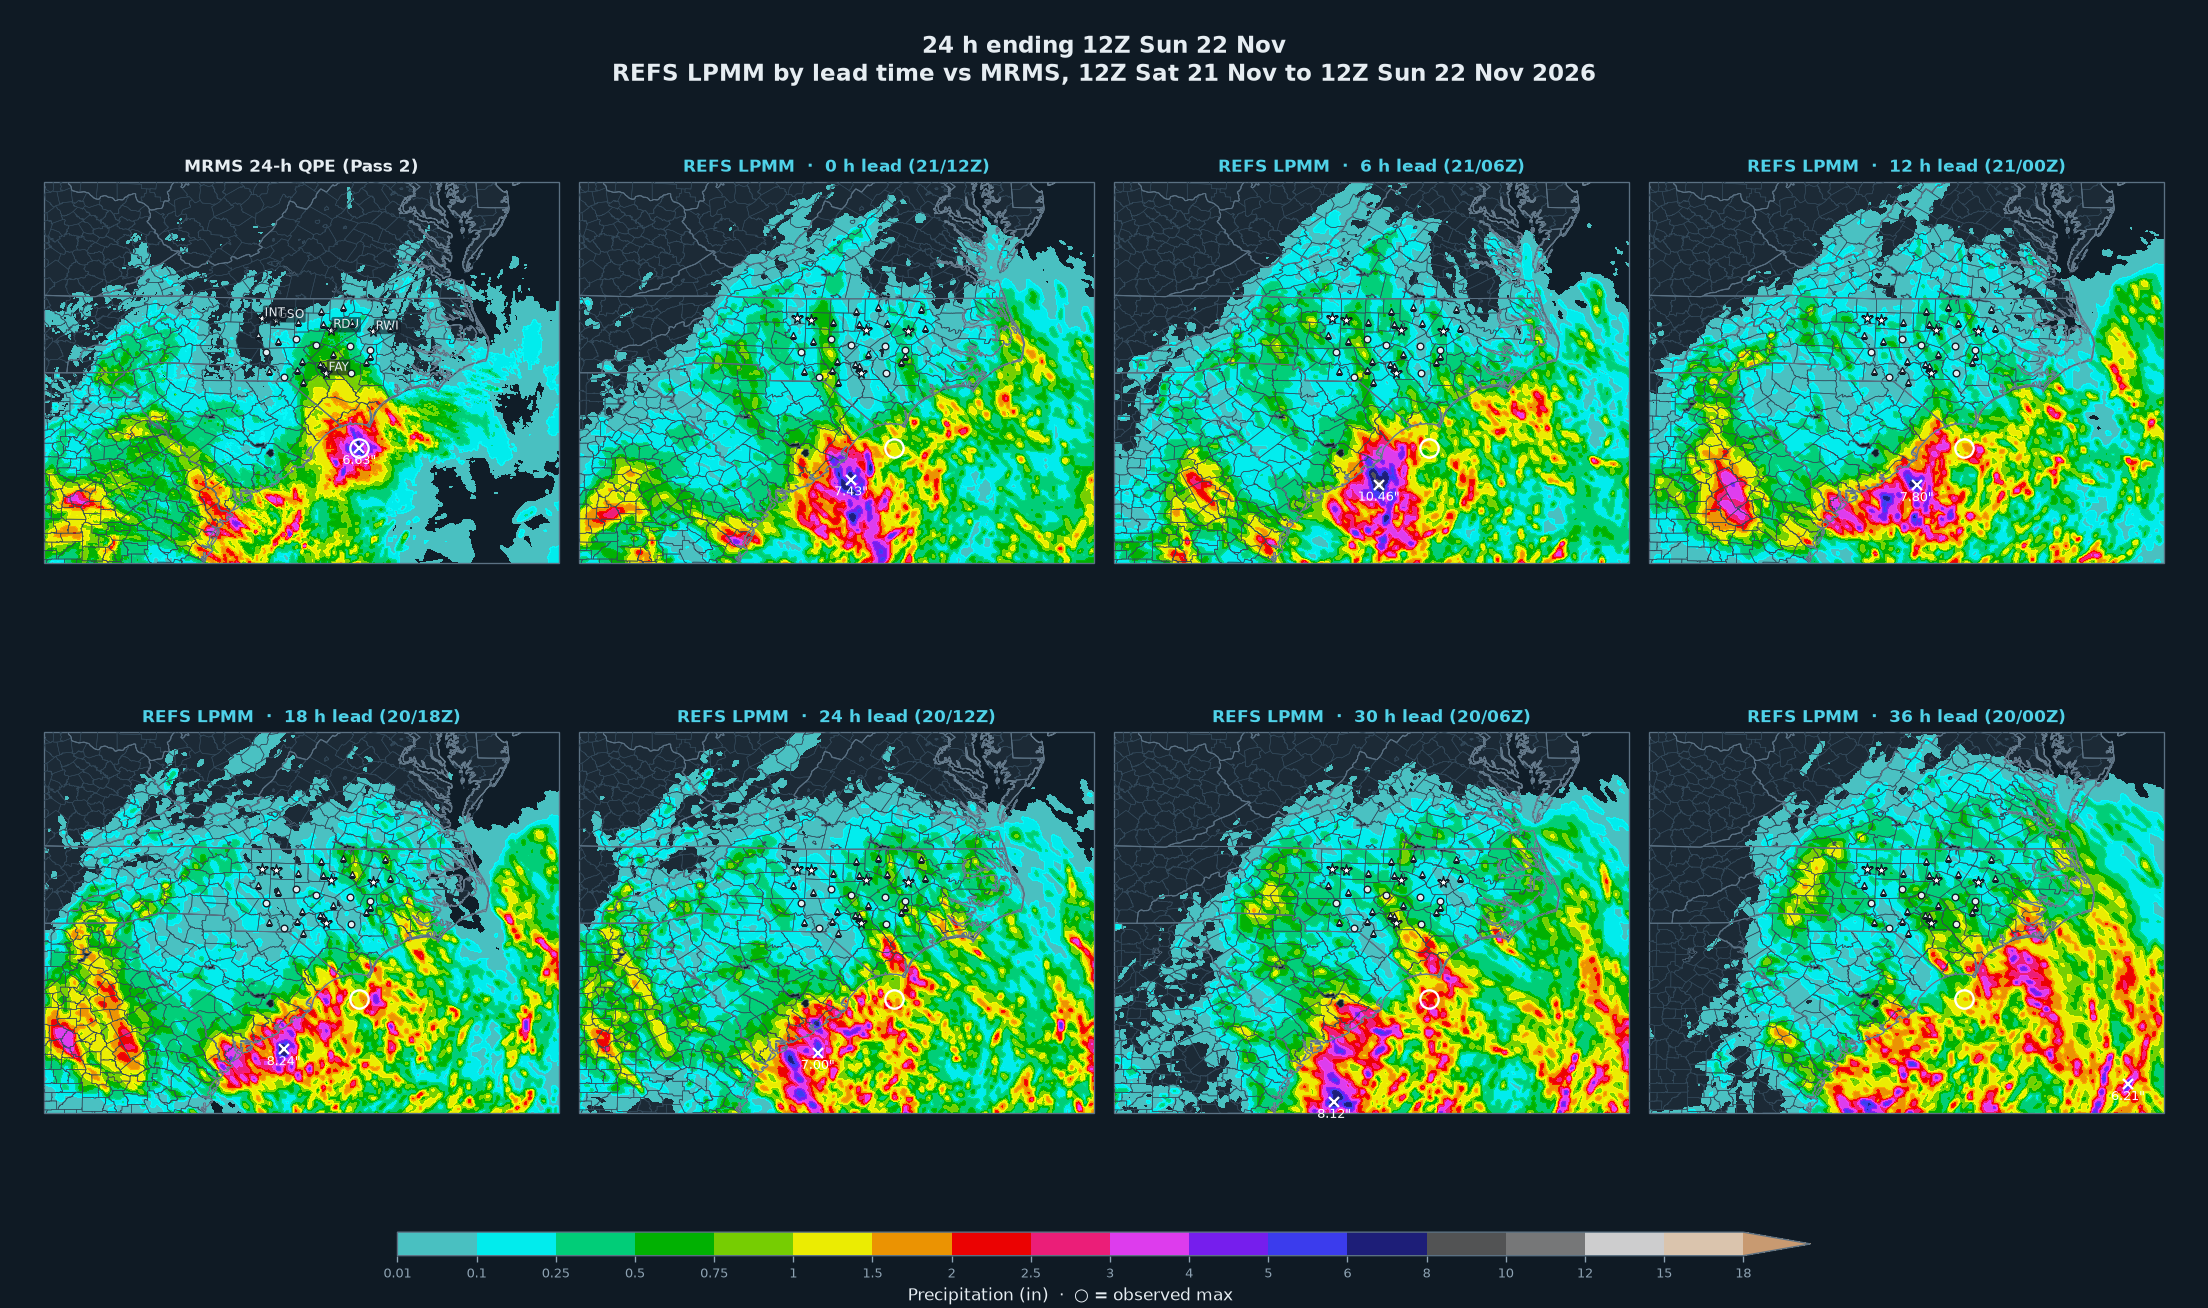 24 h ending 12Z Sun 22 Nov
REFS LPMM by lead time vs MRMS, 12Z Sat 21 Nov to 12Z Sun 22 Nov 2026
MRMS 24-h QPE (Pass 2)
REFS LPMM · 0 h lead (21/12Z)
REFS LPMM · 6 h lead (21/06Z)
REFS LPMM · 12 h lead (21/00Z)
INT
SO
RD
RWI
FAY
6.63"
7.43"
10.46"
7.80"
REFS LPMM · 18 h lead (20/18Z)
REFS LPMM · 24 h lead (20/12Z)
REFS LPMM · 30 h lead (20/06Z)
REFS LPMM · 36 h lead (20/00Z)
8.24"
7.60"
8.12"
0.01 0.1 0.25 0.5 0.75 1 1.5 2 2.5 3 4 5 6 8 10 12 15 18
Precipitation (in) · ○ = observed max